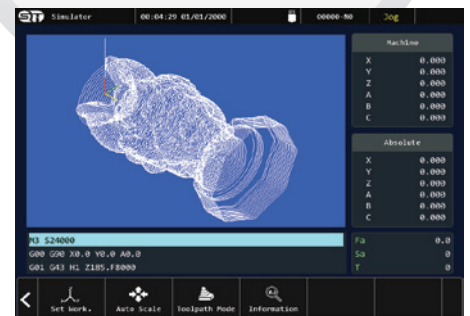 Simulator 00:04:29 01/01/2000 O0000-N0 Jog
Machine
X 0.000
Y 0.000
Z 0.000
A 0.000
B 0.000
C 0.000
Absolute
X 0.000
Y 0.000
Z 0.000
A 0.000
B 0.000
C 0.000
M3 S24000
G00 G90 X0.0 Y0.0 A0.0
G01 G43 H1 Z185.F8000
Fa 0.0
Sa 0
T 0
Set Work. Auto Scale Toolpath Mode Information